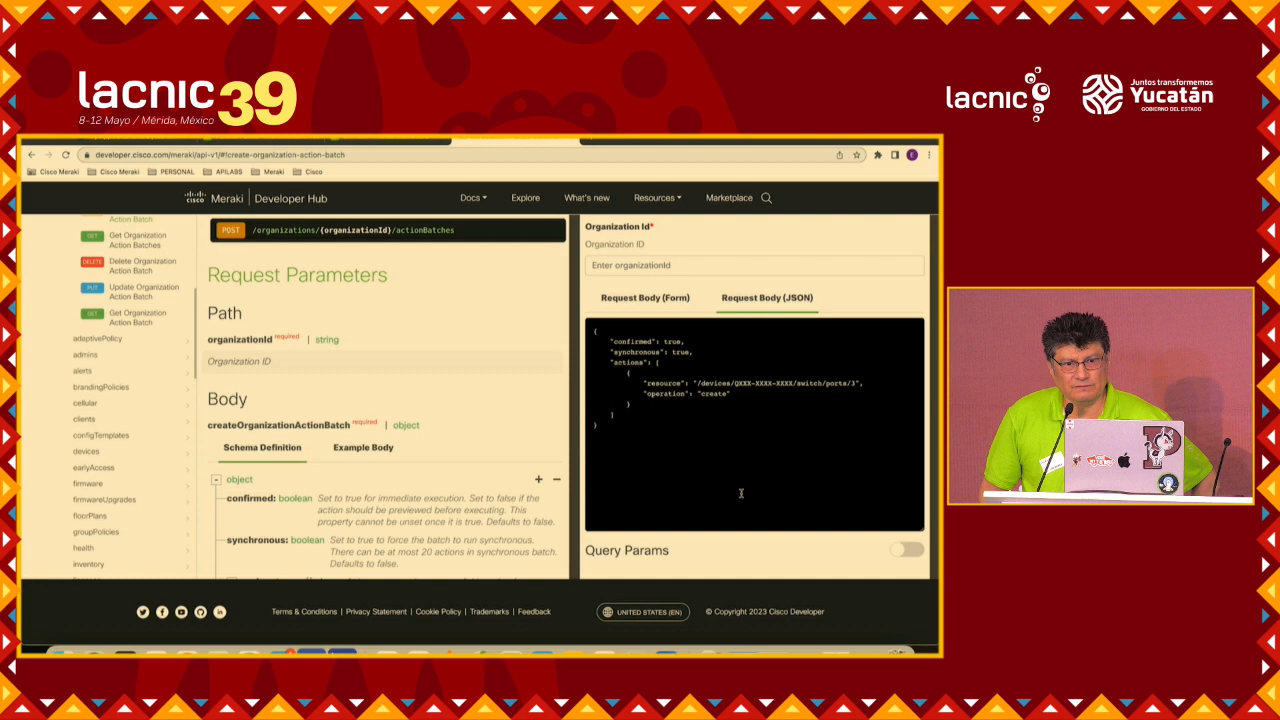 lacnic39
8-12 Mayo / Mérida, México
lacnic
Juntos transformemos
Yucatán
GOBIERNO DEL ESTADO
developer.cisco.com/meraki/api-v1/#!create-organization-action-batch
E
Cisco Meraki
Cisco Meraki
PERSONAL
APILABS
Meraki
Cisco
CISCO Meraki | Developer Hub
Docs
Explore
What's new
Resources
Marketplace
Action Batch
GET Get Organization
Action Batches
DELETE Delete Organization
Action Batch
PUT Update Organization
Action Batch
GET Get Organization
Action Batch
adaptivePolicy
admins
alerts
brandingPolicies
cellular
clients
configTemplates
devices
earlyAccess
firmware
firmwareUpgrades
floorPlans
groupPolicies
health
inventory
POST /organizations/{organizationId}/actionBatches
Request Parameters
Path
organizationId required | string
Organization ID
Body
createOrganizationActionBatch required | object
Schema Definition
Example Body
- object + −
confirmed: boolean Set to true for immediate execution. Set to false if the
action should be previewed before executing. This
property cannot be unset once it is true. Defaults to false.
synchronous: boolean Set to true to force the batch to run synchronous.
There can be at most 20 actions in synchronous batch.
Defaults to false.
Organization Id*
Organization ID
Enter organizationId
Request Body (Form)
Request Body (JSON)
{
"confirmed": true,
"synchronous": true,
"actions": [
{
"resource": "/devices/QXXX-XXXX-XXXX/switch/ports/3",
"operation": "create"
}
]
}
Query Params
Terms & Conditions | Privacy Statement | Cookie Policy | Trademarks | Feedback
UNITED STATES (EN)
© Copyright 2023 Cisco Developer
P